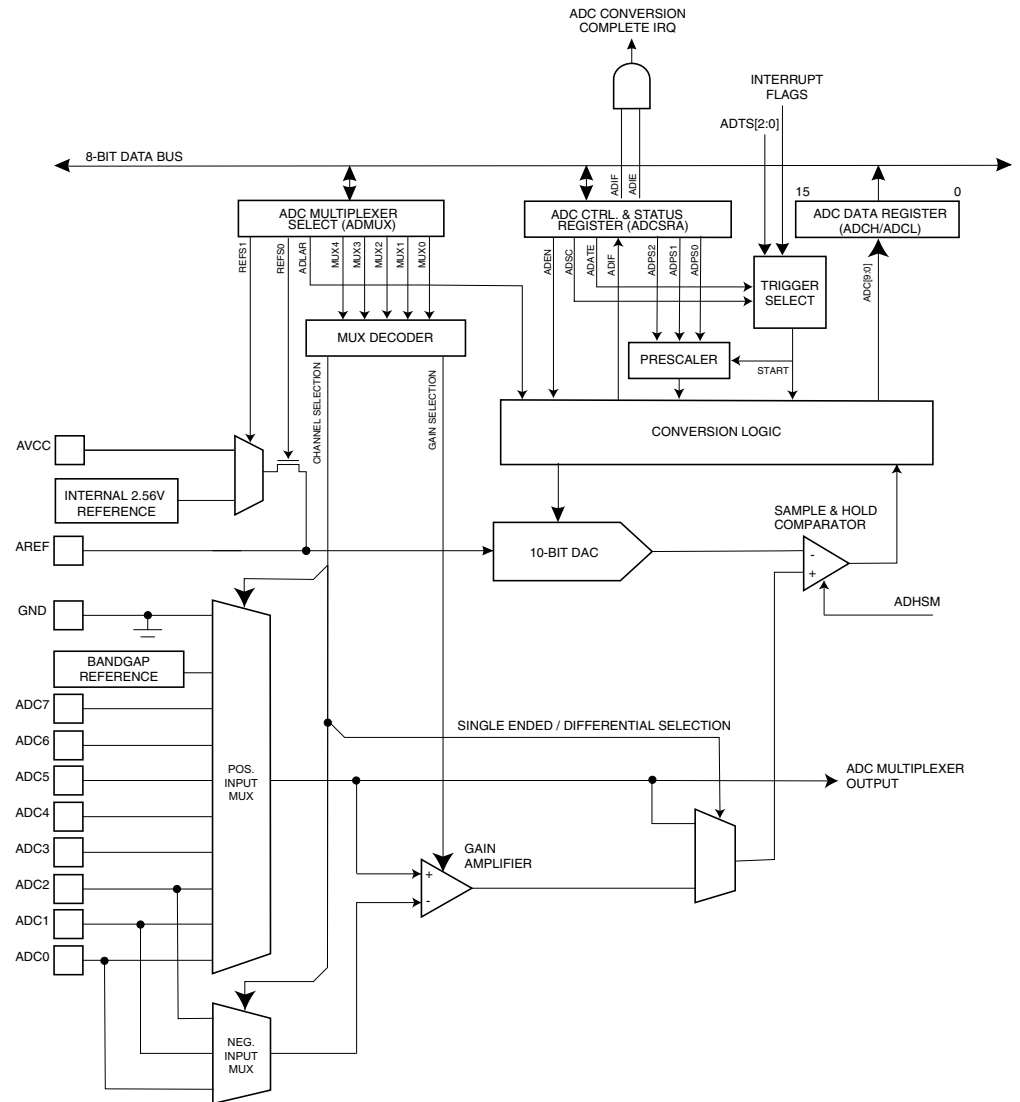 ADC CONVERSION
COMPLETE IRQ
INTERRUPT
FLAGS
ADTS[2:0]
8-BIT DATA BUS
ADIF
ADIE
15
0
ADC MULTIPLEXER
SELECT (ADMUX)
ADC CTRL. & STATUS
REGISTER (ADCSRA)
ADC DATA REGISTER
(ADCH/ADCL)
REFS1
REFS0
ADLAR
MUX4
MUX3
MUX2
MUX1
MUX0
ADEN
ADSC
ADATE
ADIF
ADPS2
ADPS1
ADPS0
ADC[9:0]
TRIGGER
SELECT
MUX DECODER
PRESCALER
START
CHANNEL SELECTION
GAIN SELECTION
CONVERSION LOGIC
AVCC
INTERNAL 2.56V
REFERENCE
SAMPLE & HOLD
COMPARATOR
AREF
10-BIT DAC
-
+
GND
ADHSM
BANDGAP
REFERENCE
ADC7
SINGLE ENDED / DIFFERENTIAL SELECTION
ADC6
ADC5
POS.
INPUT
MUX
ADC MULTIPLEXER
OUTPUT
ADC4
ADC3
GAIN
AMPLIFIER
ADC2
+
-
ADC1
ADC0
NEG.
INPUT
MUX